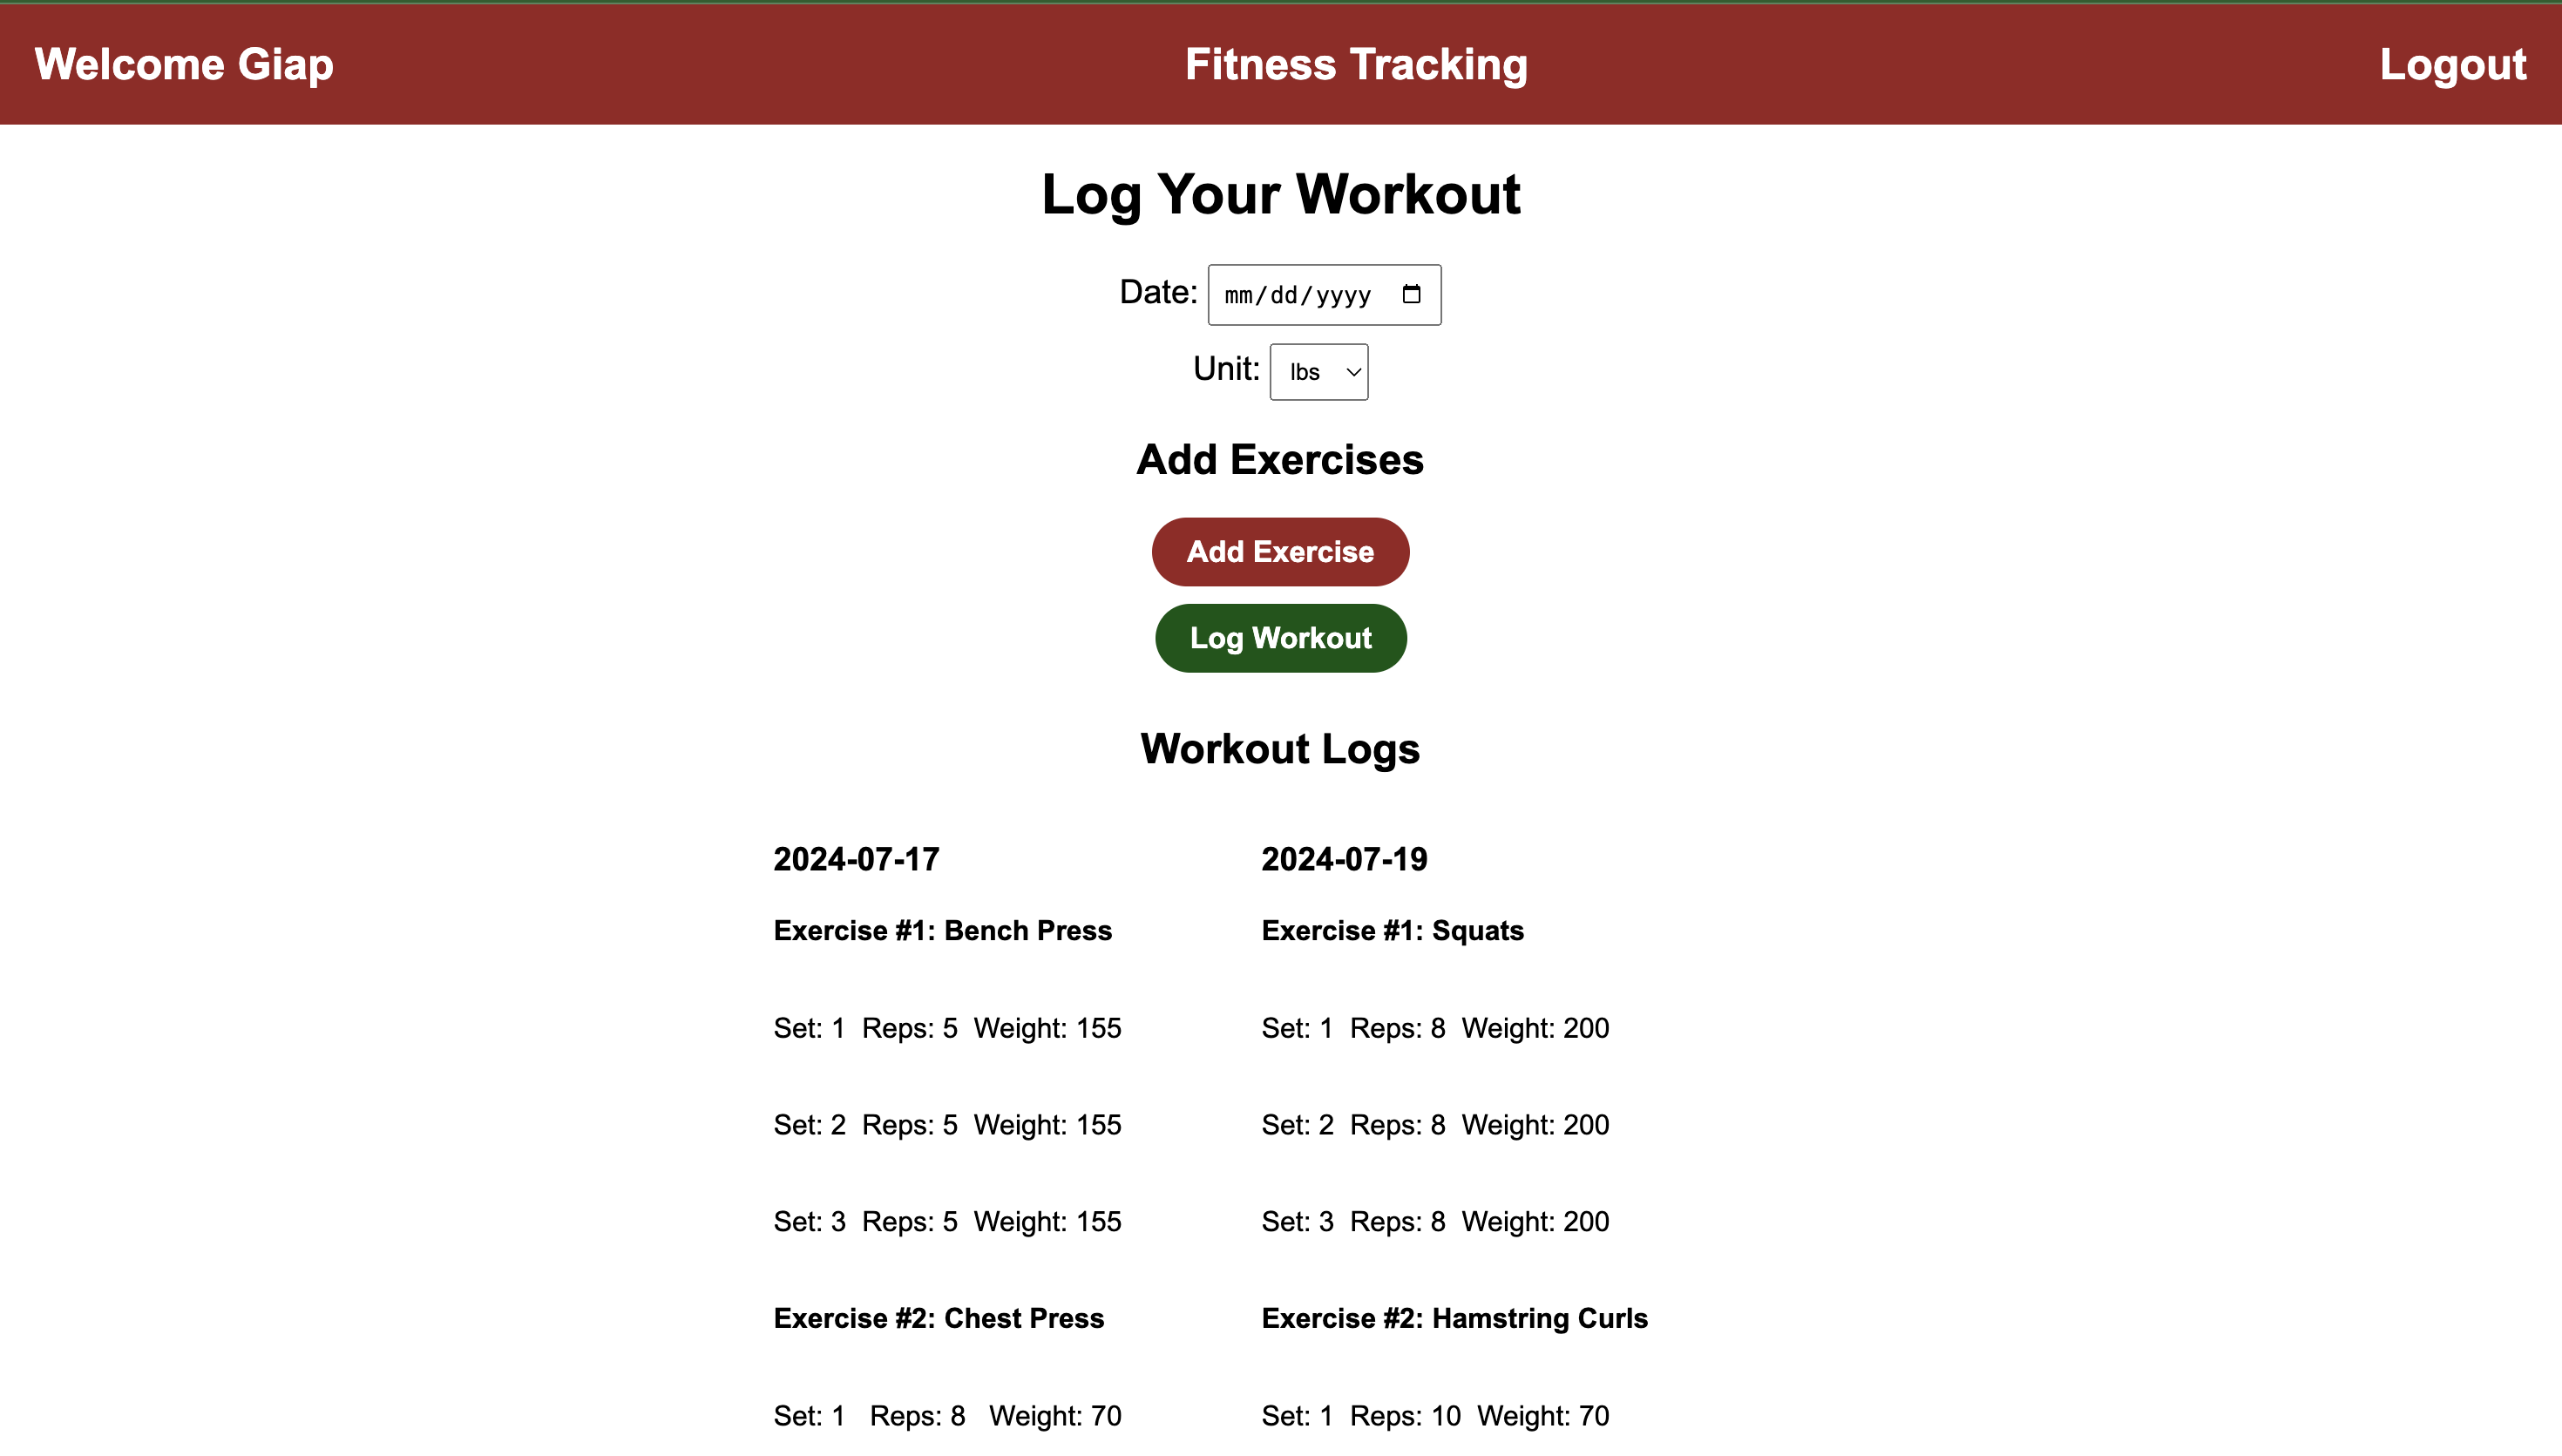 Welcome Giap
Fitness Tracking
Logout
Log Your Workout
Date: mm/dd/yyyy
Unit: lbs
Add Exercises
Add Exercise
Log Workout
Workout Logs
2024-07-17
Exercise #1: Bench Press
Set: 1 Reps: 5 Weight: 155
Set: 2 Reps: 5 Weight: 155
Set: 3 Reps: 5 Weight: 155
Exercise #2: Chest Press
Set: 1 Reps: 8 Weight: 70
2024-07-19
Exercise #1: Squats
Set: 1 Reps: 8 Weight: 200
Set: 2 Reps: 8 Weight: 200
Set: 3 Reps: 8 Weight: 200
Exercise #2: Hamstring Curls
Set: 1 Reps: 10 Weight: 70